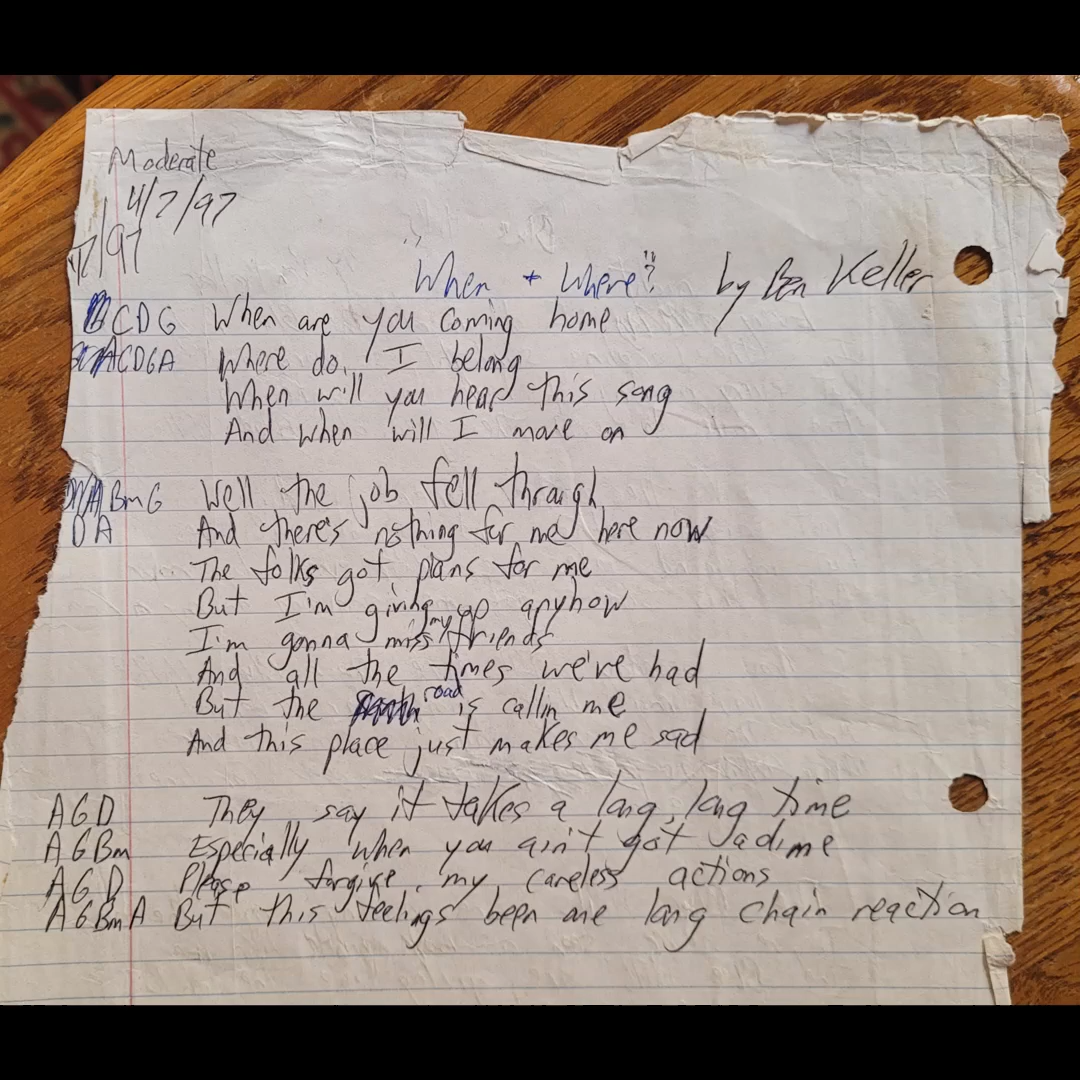 Moderate
4/7/97
/97
"When + Where"? by Ben Keller
CDG When are you coming home
ACDGA Where do I belong
When will you hear this song
And when will I move on
BmG Well the job fell through
DA And there's nothing for me here now
The folks got plans for me
But I'm giving up anyhow
I'm gonna miss my friends
And all the times we've had
But the road is callin me
And this place just makes me sad
AGD They say it takes a long, long time
AGBm Especially when you ain't got a dime
AGD Please forgive my careless actions
AGBmA But this feelings been one long chain reaction